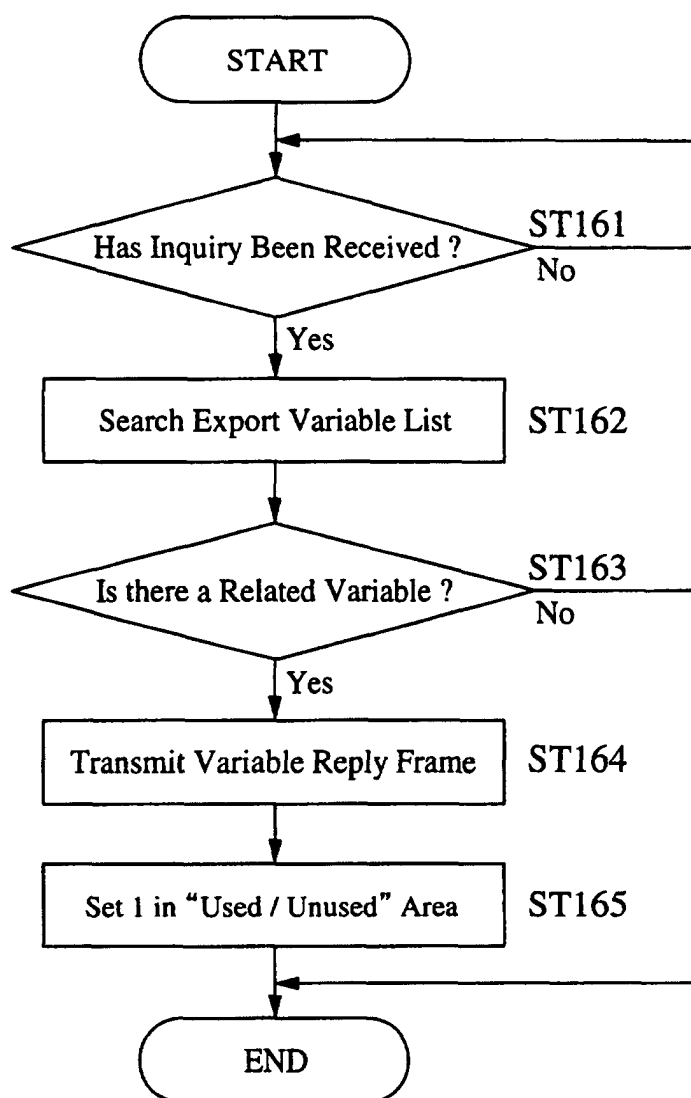 START
Has Inquiry Been Received ?
ST161
No
Yes
Search Export Variable List
ST162
Is there a Related Variable ?
ST163
No
Yes
Transmit Variable Reply Frame
ST164
Set 1 in “Used / Unused” Area
ST165
END